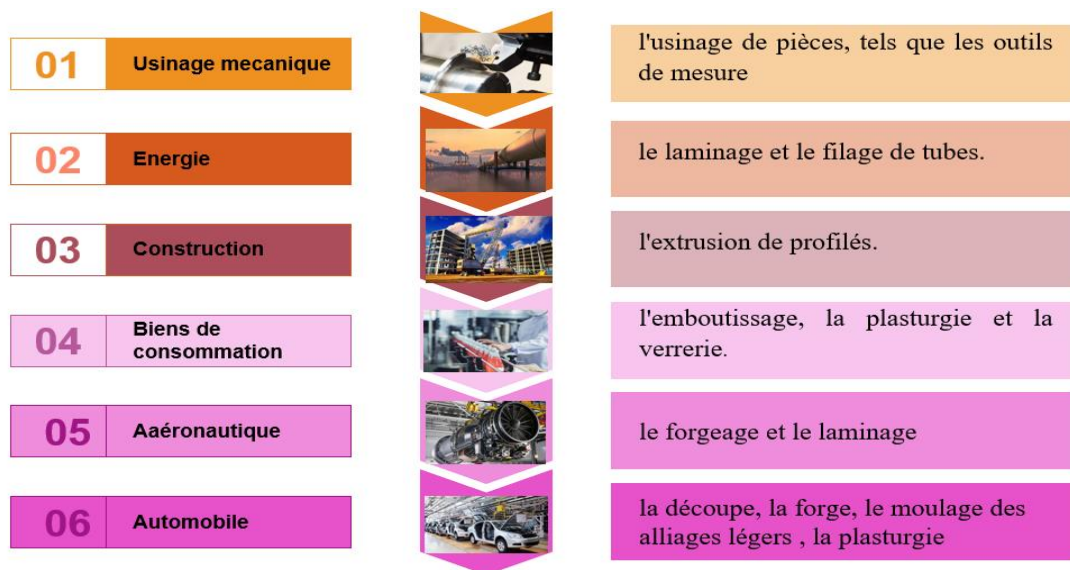 01
Usinage mecanique
l'usinage de pièces, tels que les outils
de mesure
02
Energie
le laminage et le filage de tubes.
03
Construction
l'extrusion de profilés.
04
Biens de
consommation
l'emboutissage, la plasturgie et la
verrerie.
05
Aaéronautique
le forgeage et le laminage
06
Automobile
la découpe, la forge, le moulage des
alliages légers , la plasturgie